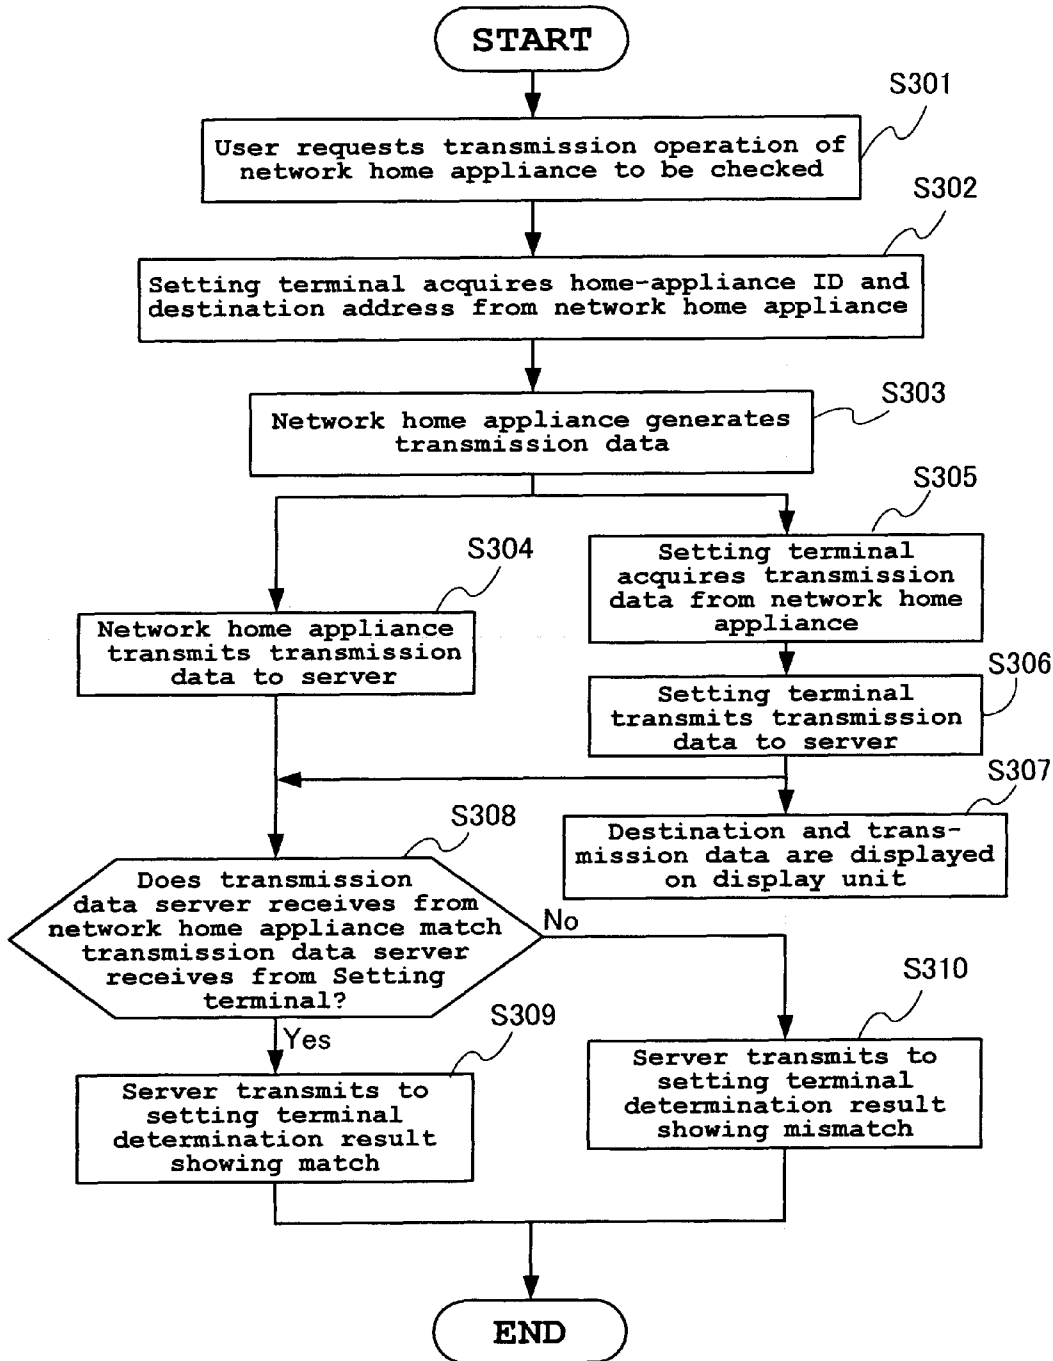 START
S301
User requests transmission operation of
network home appliance to be checked
S302
Setting terminal acquires home-appliance ID and
destination address from network home appliance
S303
Network home appliance generates
transmission data
S305
Setting terminal
acquires transmission
data from network home
appliance
S304
Network home appliance
transmits transmission
data to server
S306
Setting terminal
transmits transmission
data to server
S307
Destination and trans-
mission data are displayed
on display unit
S308
Does transmission
data server receives from
network home appliance match
transmission data server
receives from Setting
terminal?
No
Yes
S309
Server transmits to
setting terminal
determination result
showing match
S310
Server transmits to
setting terminal
determination result
showing mismatch
END